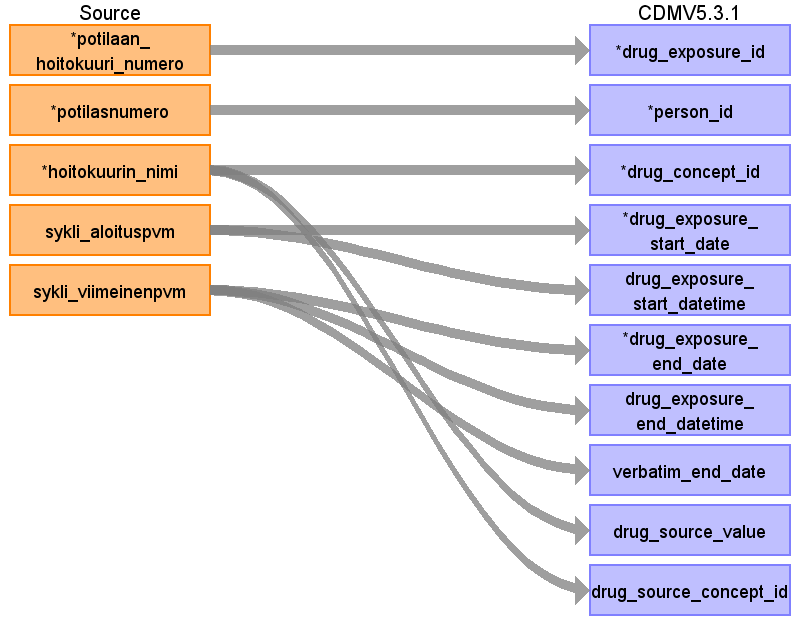 Source
CDMV5.3.1
*potilaan_
hoitokuuri_numero
*drug_exposure_id
*potilasnumero
*person_id
*hoitokuurin_nimi
*drug_concept_id
sykli_aloituspvm
*drug_exposure_
start_date
sykli_viimeinenpvm
drug_exposure_
start_datetime
*drug_exposure_
end_date
drug_exposure_
end_datetime
verbatim_end_date
drug_source_value
drug_source_concept_id